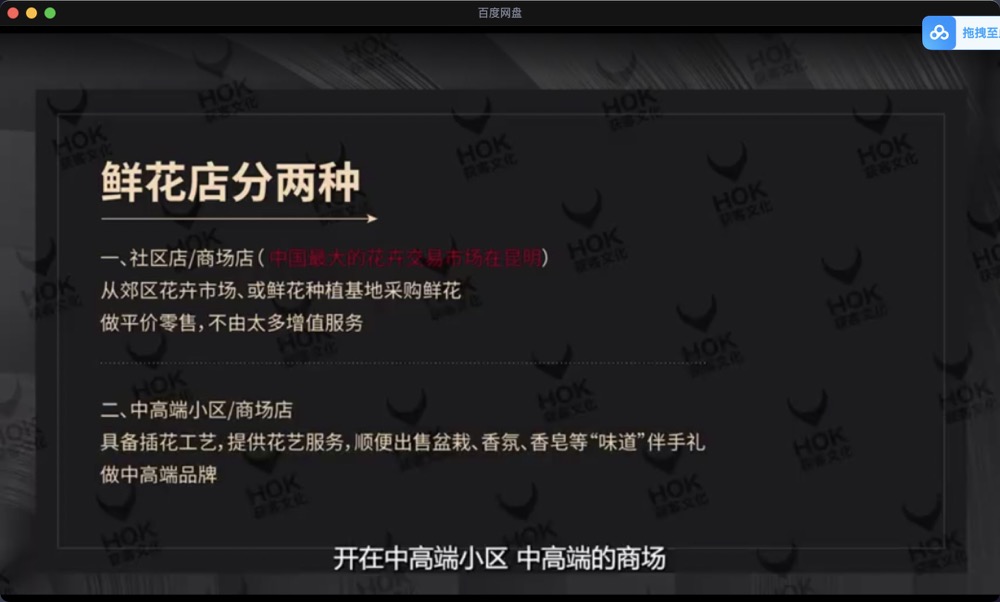 百度网盘
拖拽至
鲜花店分两种
一、社区店/商场店(中国最大的花卉交易市场在昆明)
从郊区花卉市场、或鲜花种植基地采购鲜花
做平价零售,不由太多增值服务
二、中高端小区/商场店
具备插花工艺,提供花艺服务,顺便出售盆栽、香氛、香皂等“味道”伴手礼
做中高端品牌
开在中高端小区 中高端的商场
HOK
获客文化